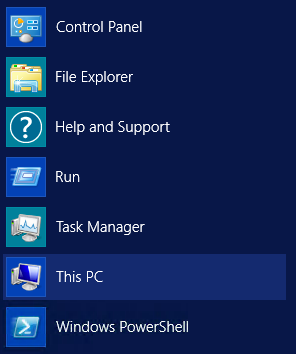 Control Panel
File Explorer
Help and Support
Run
Task Manager
This PC
Windows PowerShell